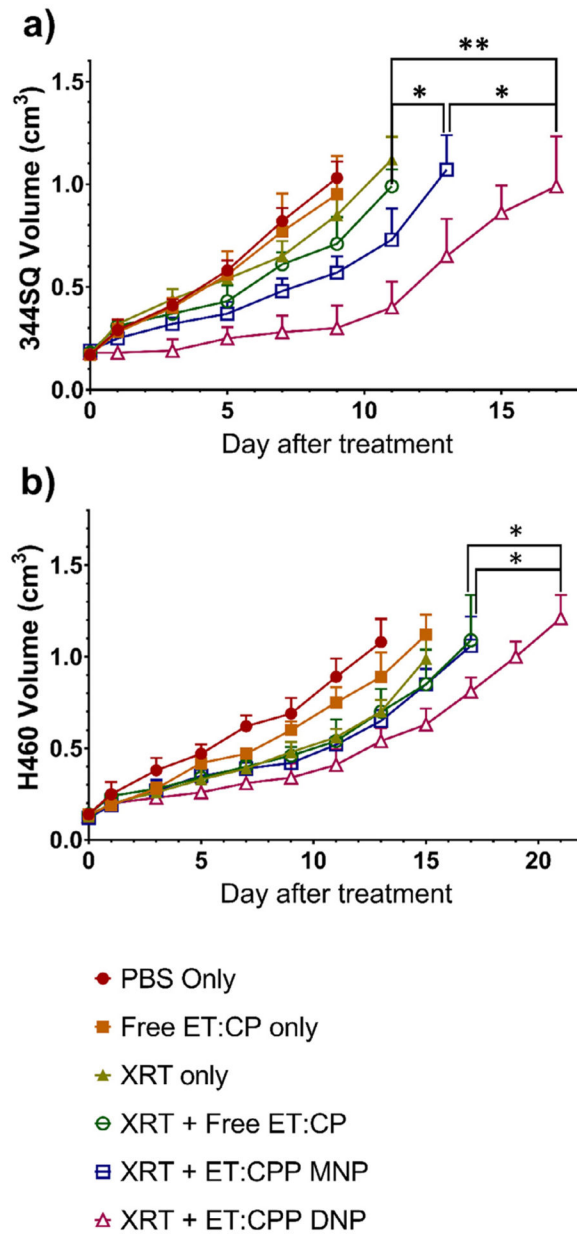 a)
**
*
*
344SQ Volume (cm³)
1.5
1.0
0.5
0.0
0
5
10
15
Day after treatment
b)
*
*
H460 Volume (cm³)
1.5
1.0
0.5
0.0
0
5
10
15
20
Day after treatment
PBS Only
Free ET:CP only
XRT only
XRT + Free ET:CP
XRT + ET:CPP MNP
XRT + ET:CPP DNP